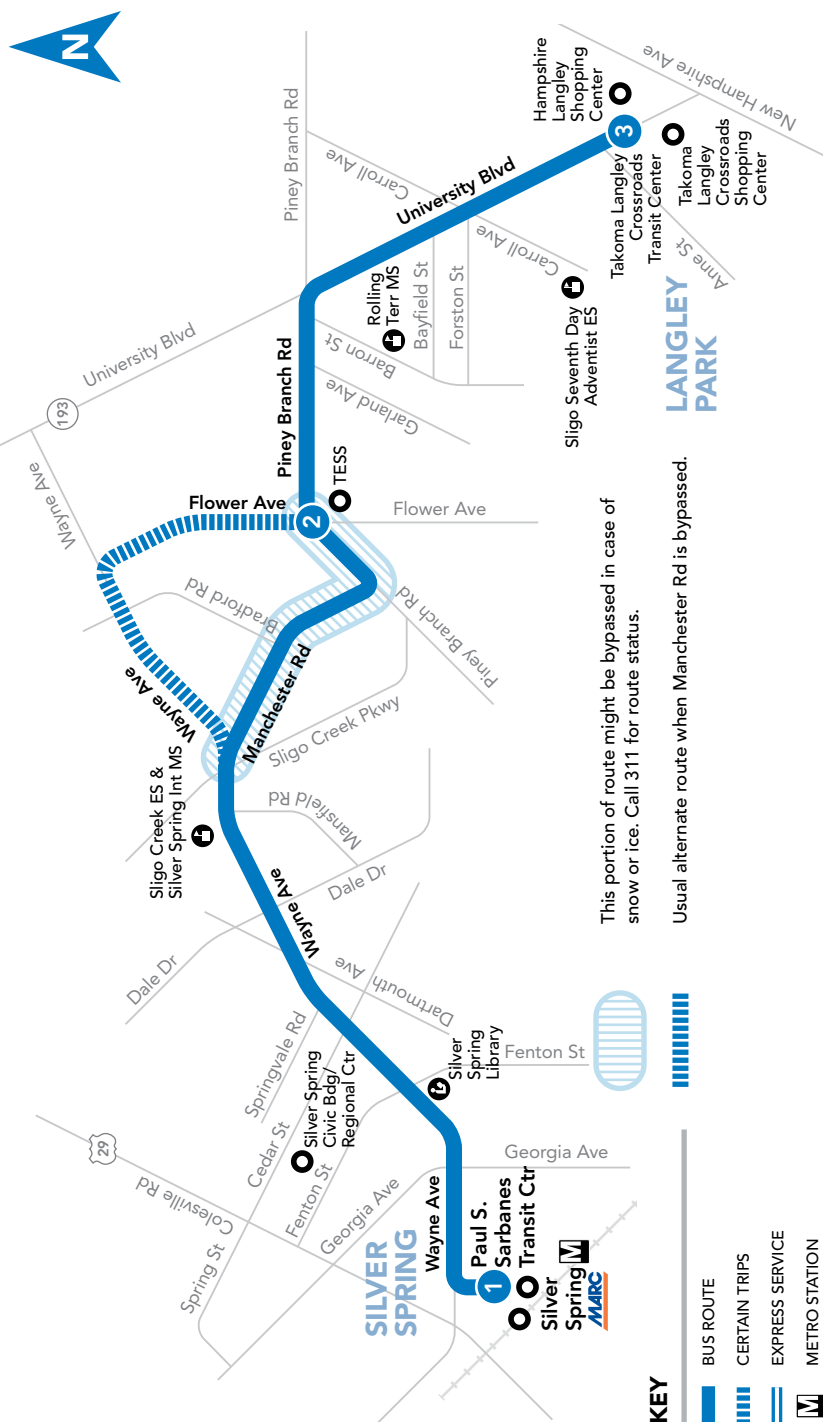 N
Hampshire
Langley
Shopping
Center
New Hampshire Ave
3
Takoma Langley
Crossroads
Transit Center
Takoma
Langley
Crossroads
Shopping
Center
Anne St
Piney Branch Rd
Carroll Ave
University Blvd
Carroll Ave
Sligo Seventh Day
Adventist ES
LANGLEY
PARK
Rolling
Terr MS
Bayfield St
Forston St
Barron St
Garland Ave
University Blvd
193
Piney Branch Rd
Wayne Ave
TESS
Flower Ave
2
Flower Ave
Bradford Rd
Piney Branch Rd
Wayne Ave
Manchester Rd
Sligo Creek Pkwy
Sligo Creek ES &
Silver Spring Int MS
Mansfield Rd
Dale Dr
Wayne Ave
Dale Dr
Dartmouth Ave
Springvale Rd
Silver
Spring
Library
Fenton St
Silver Spring
Civic Bdg/
Regional Ctr
Cedar St
Fenton St
29
Colesville Rd
Spring St
Georgia Ave
Georgia Ave
SILVER
SPRING
Wayne Ave
1
Paul S.
Sarbanes
Transit Ctr
Silver
Spring M
MARC
This portion of route might be bypassed in case of
snow or ice. Call 311 for route status.
Usual alternate route when Manchester Rd is bypassed.
KEY
BUS ROUTE
CERTAIN TRIPS
EXPRESS SERVICE
M METRO STATION